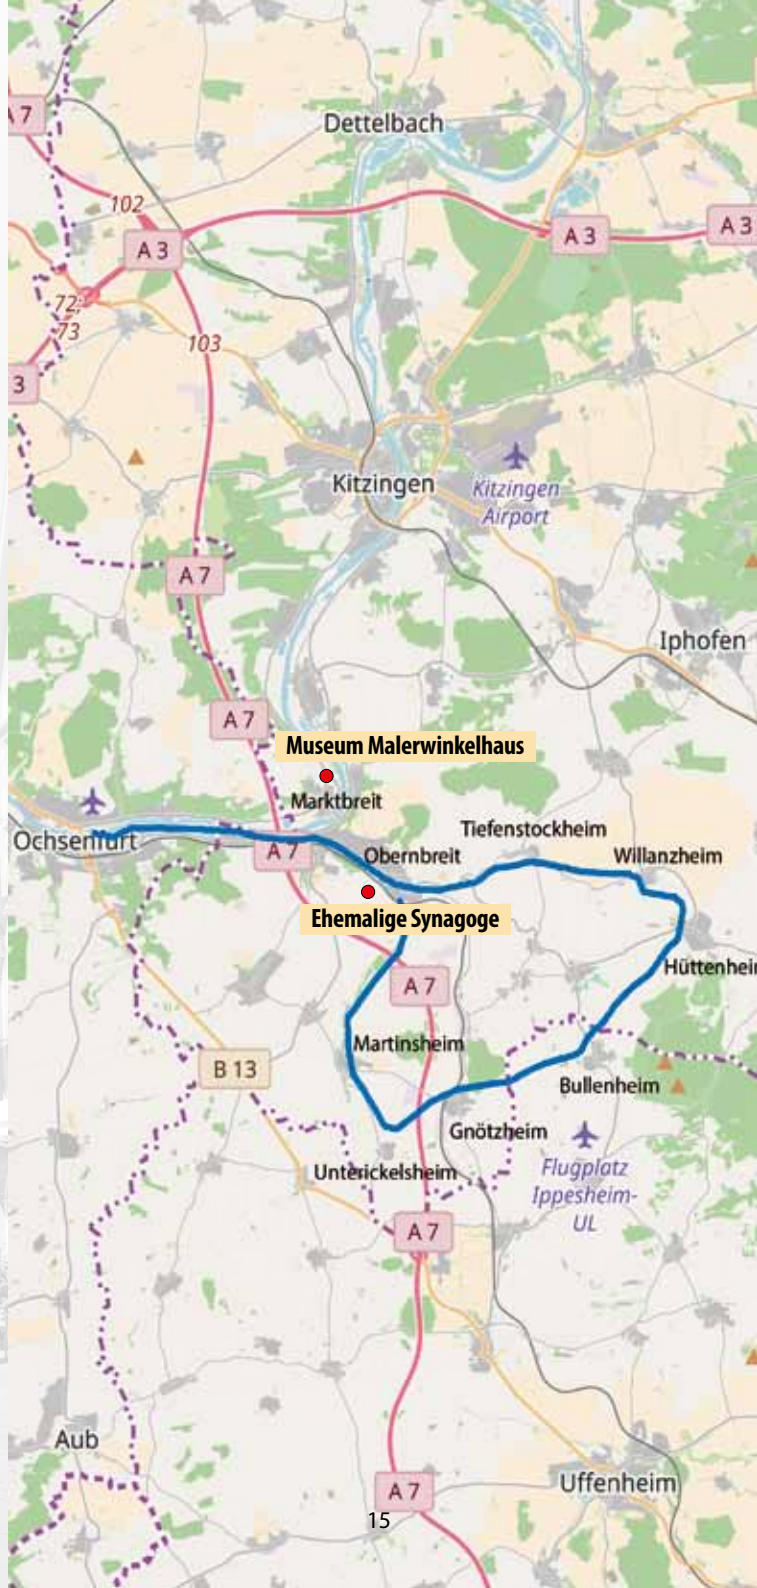 Dettelbach
A 7
102
A 3
A 3
A 3
72;
73
103
3
Kitzingen
Kitzingen
Airport
A 7
Iphofen
A 7
Museum Malerwinkelhaus
Marktbreit
Ochsenfurt
Tiefenstockheim
A 7
Obernbreit
Willanzheim
Ehemalige Synagoge
Hüttenhei
A 7
Martinsheim
B 13
Bullenheim
Gnötzheim
Unterickelsheim
Flugplatz
Ippesheim-
UL
A 7
Aub
Uffenheim
A 7
15